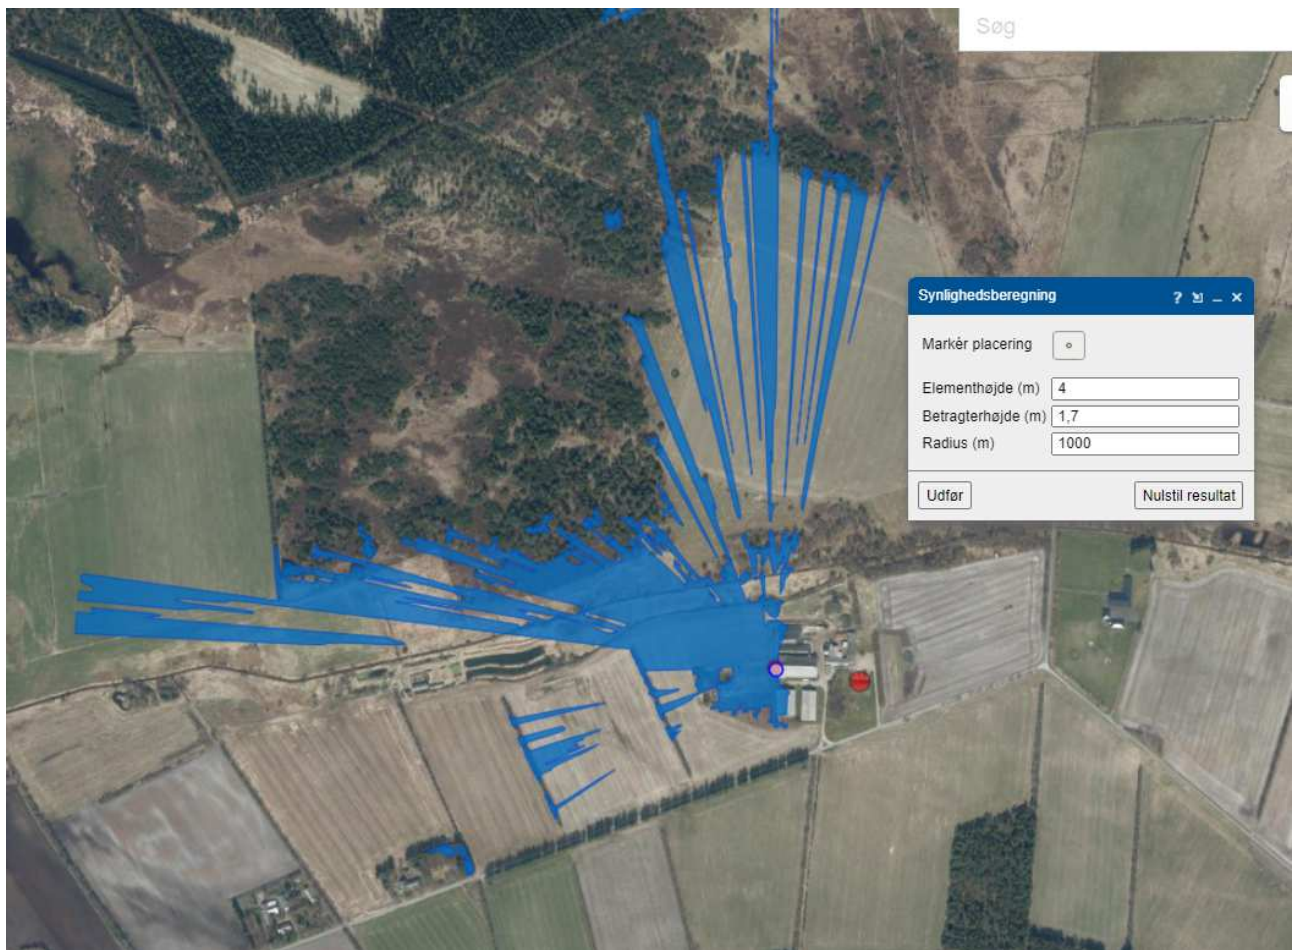 Søg
Synlighedsberegning ?
Markér placering
Elementhøjde (m) 4
Betragterhøjde (m) 1,7
Radius (m) 1000
Udfør Nulstil resultat